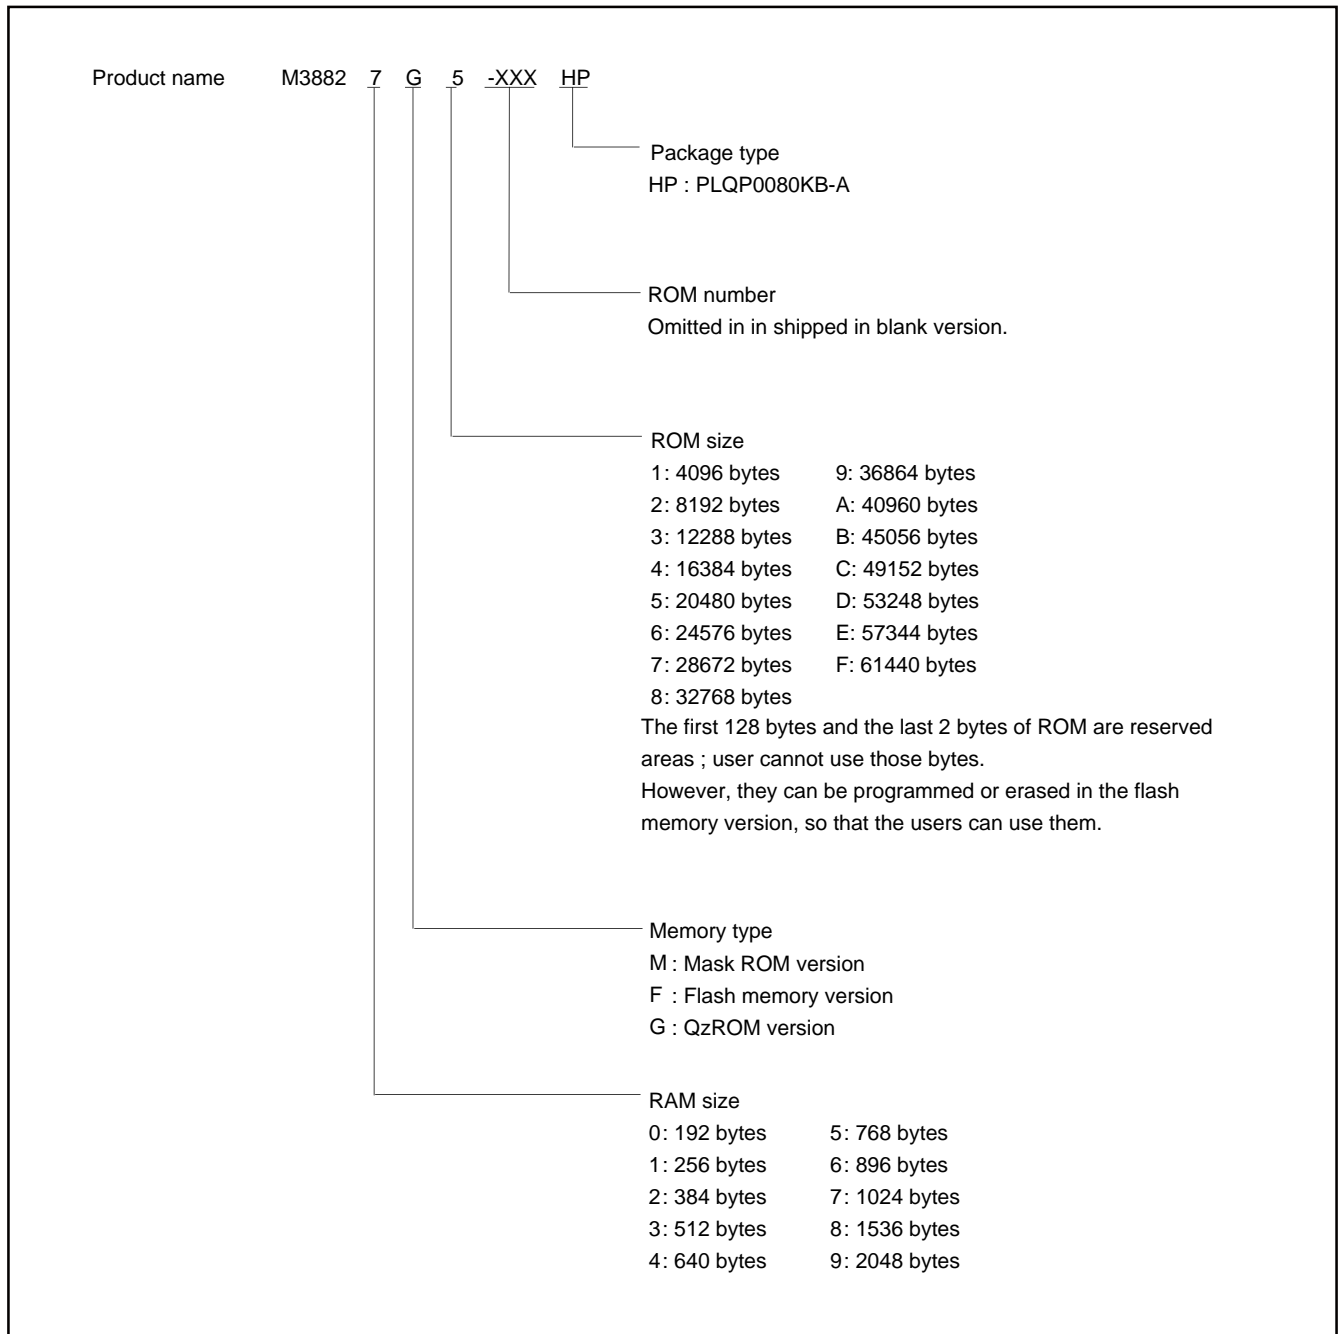 Product name M3882 7 G 5 -XXX HP
Package type
HP : PLQP0080KB-A
ROM number
Omitted in in shipped in blank version.
ROM size
1: 4096 bytes 9: 36864 bytes
2: 8192 bytes A: 40960 bytes
3: 12288 bytes B: 45056 bytes
4: 16384 bytes C: 49152 bytes
5: 20480 bytes D: 53248 bytes
6: 24576 bytes E: 57344 bytes
7: 28672 bytes F: 61440 bytes
8: 32768 bytes
The first 128 bytes and the last 2 bytes of ROM are reserved
areas ; user cannot use those bytes.
However, they can be programmed or erased in the flash
memory version, so that the users can use them.
Memory type
M : Mask ROM version
F : Flash memory version
G : QzROM version
RAM size
0: 192 bytes 5: 768 bytes
1: 256 bytes 6: 896 bytes
2: 384 bytes 7: 1024 bytes
3: 512 bytes 8: 1536 bytes
4: 640 bytes 9: 2048 bytes